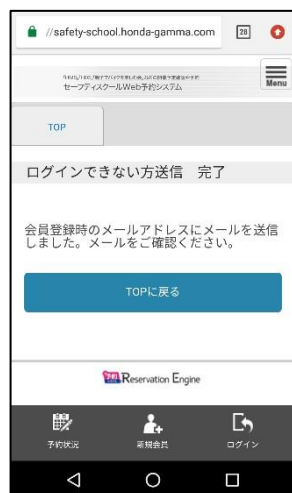 //safety-school.honda-gamma.com
28
セーフティスクールWeb予約システム
Menu
TOP
ログインできない方送信 完了
会員登録時のメールアドレスにメールを送信
しました。メールをご確認ください。
TOPに戻る
予約 Reservation Engine
予約状況
新規会員
ログイン